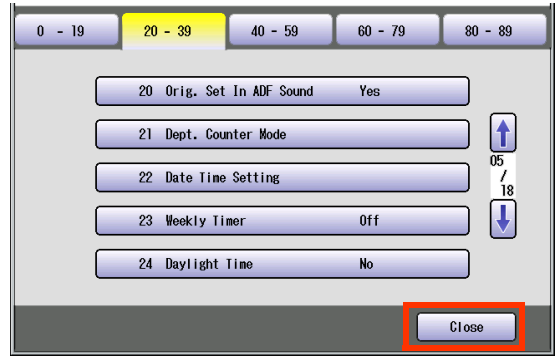 0 - 19 20 - 39 40 - 59 60 - 79 80 - 89
20 Orig. Set In ADF Sound Yes
21 Dept. Counter Mode
22 Date Time Setting
23 Weekly Timer Off
24 Daylight Time No
05
/
18
Close